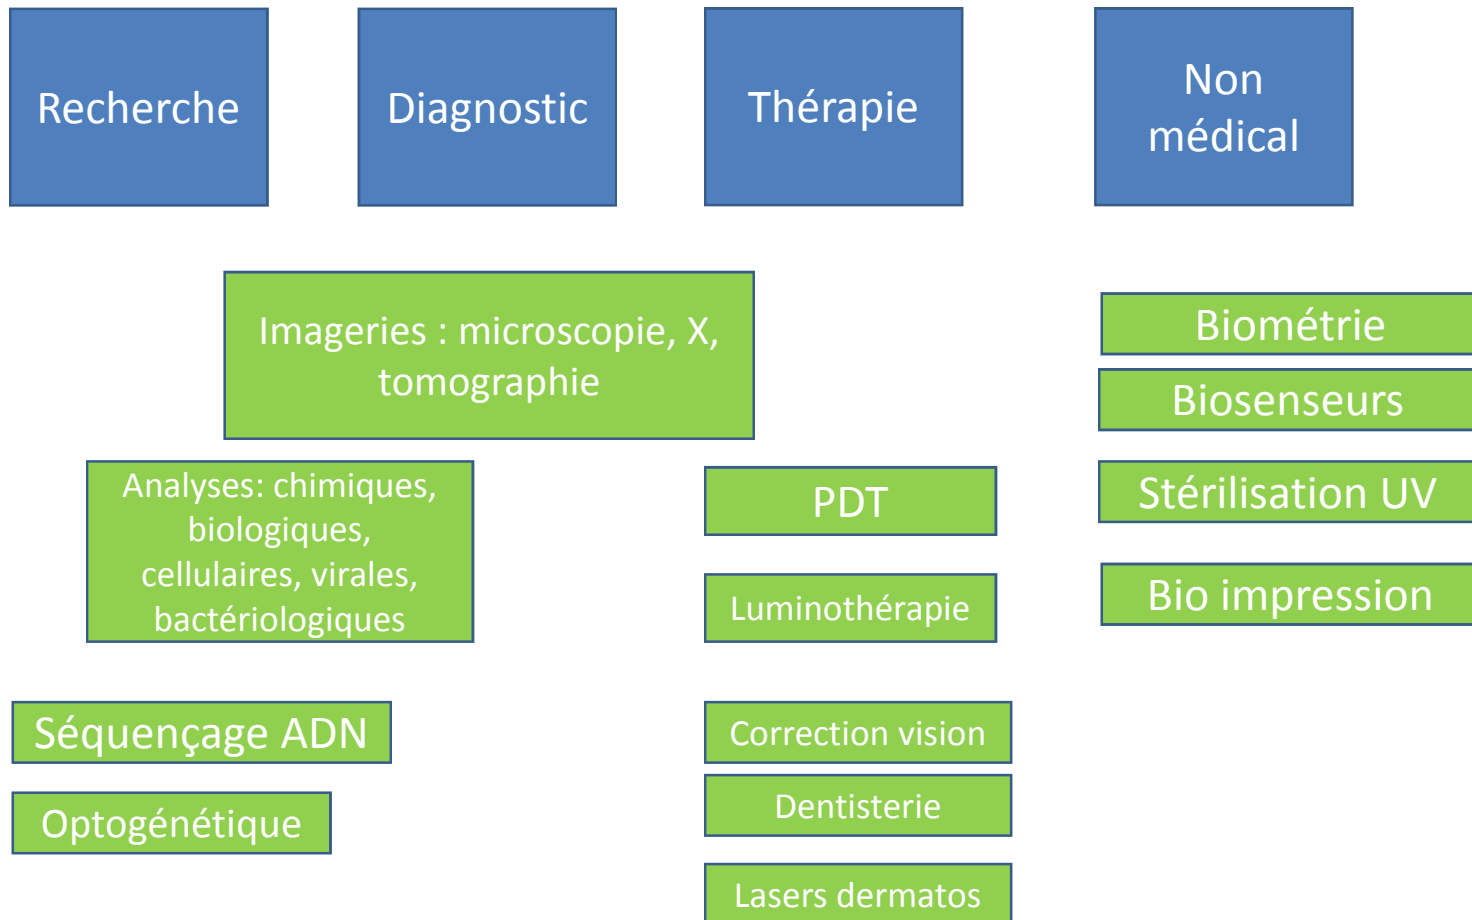 Recherche
Diagnostic
Thérapie
Non
médical
Imageries : microscopie, X,
tomographie
Analyses: chimiques,
biologiques,
cellulaires, virales,
bactériologiques
Séquençage ADN
Optogénétique
PDT
Luminothérapie
Correction vision
Dentisterie
Lasers dermatos
Biométrie
Biosenseurs
Stérilisation UV
Bio impression